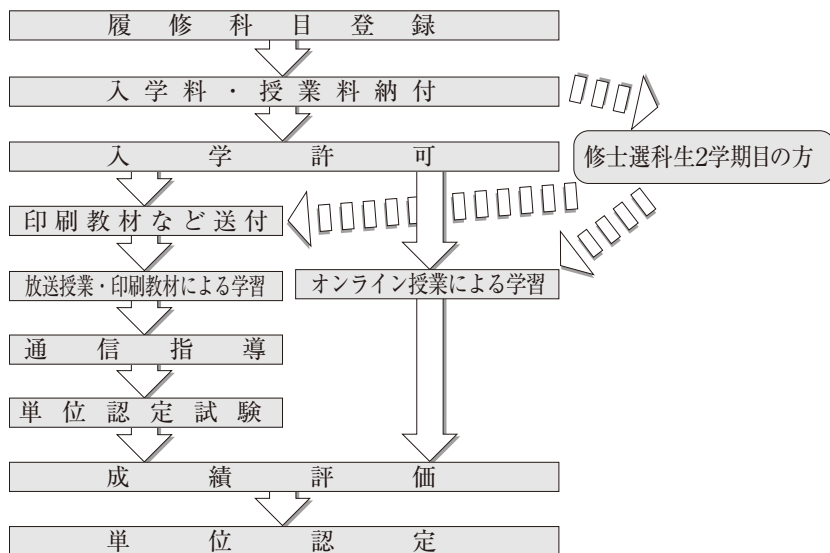 履修科目登録
入学料・授業料納付
修士選科生2学期目の方
入学許可
印刷教材など送付
放送授業・印刷教材による学習
オンライン授業による学習
通信指導
単位認定試験
成績評価
単位認定